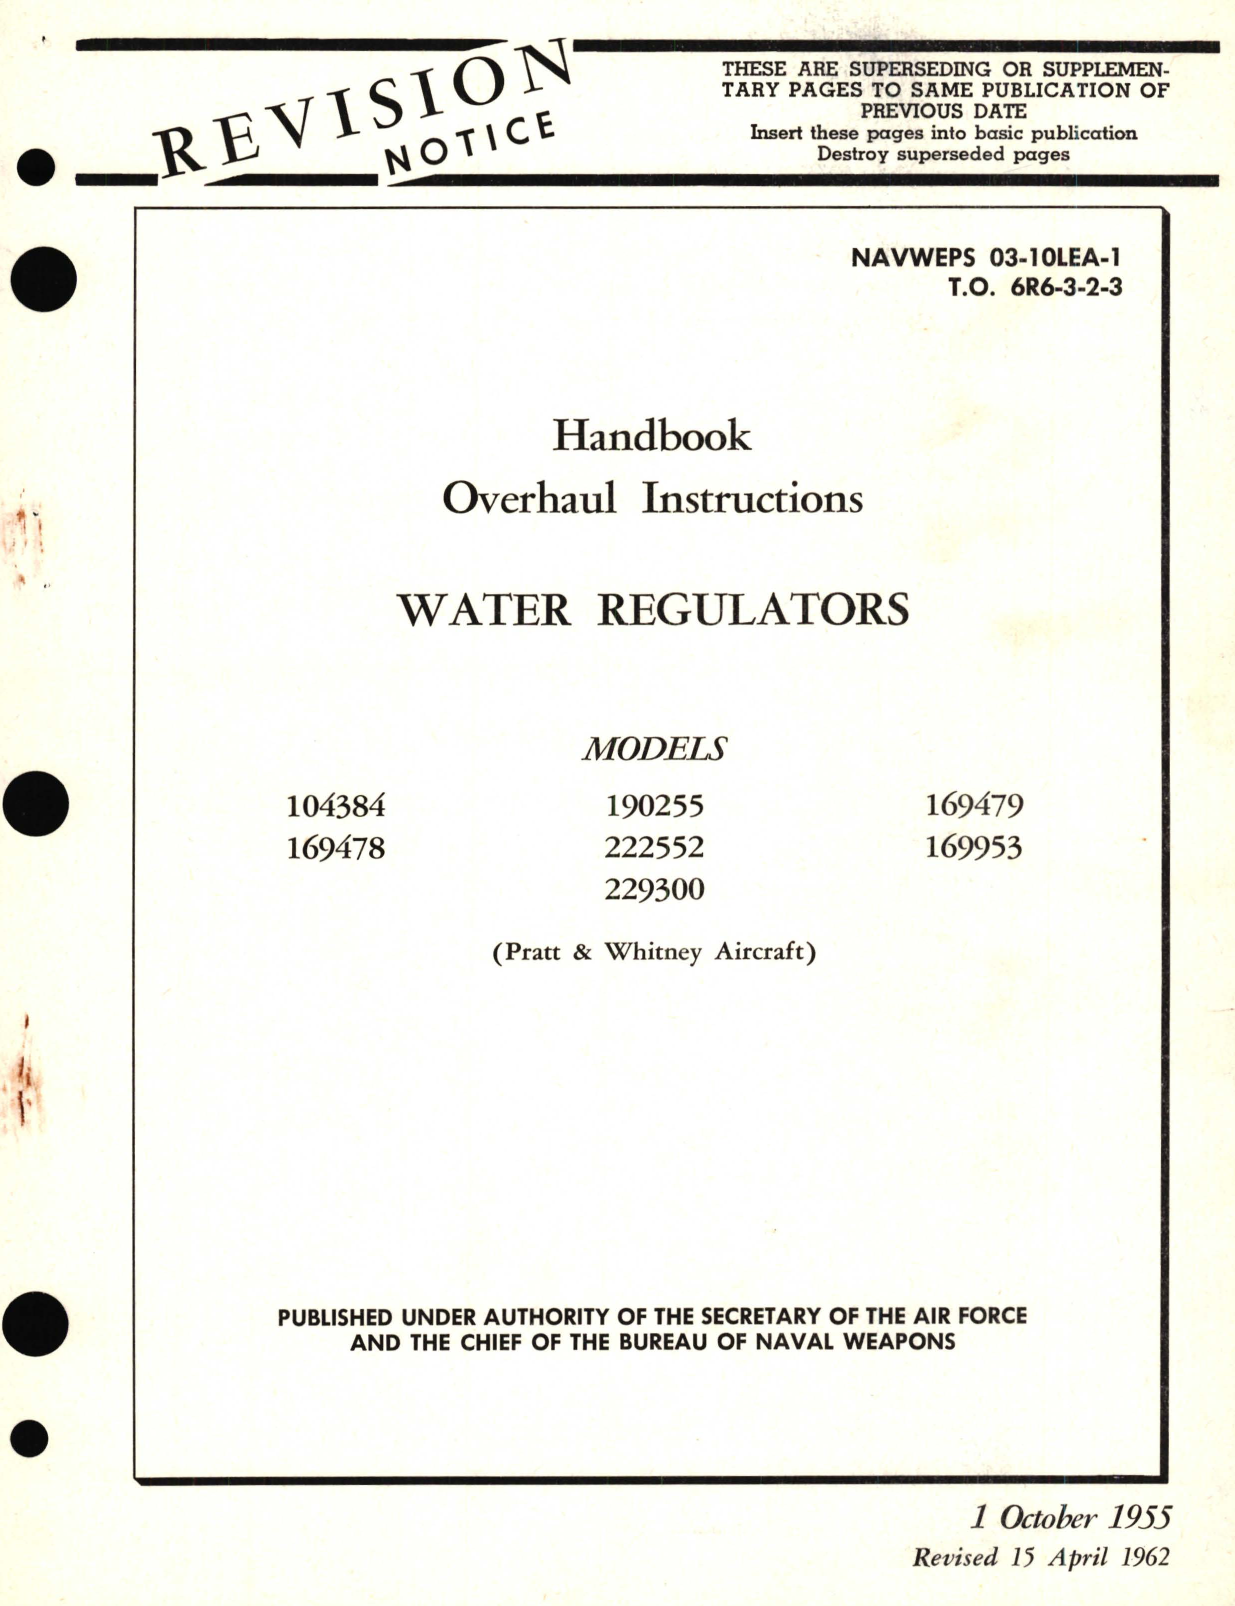 REVISION
NOTICE
THESE ARE SUPERSEDING OR SUPPLEMEN-
TARY PAGES TO SAME PUBLICATION OF
PREVIOUS DATE
Insert these pages into basic publication
Destroy superseded pages
NAVWEPS 03-10LEA-1
T.O. 6R6-3-2-3
Handbook
Overhaul Instructions
WATER REGULATORS
MODELS
104384 190255 169479
169478 222552 169953
229300
(Pratt & Whitney Aircraft)
PUBLISHED UNDER AUTHORITY OF THE SECRETARY OF THE AIR FORCE
AND THE CHIEF OF THE BUREAU OF NAVAL WEAPONS
1 October 1955
Revised 15 April 1962